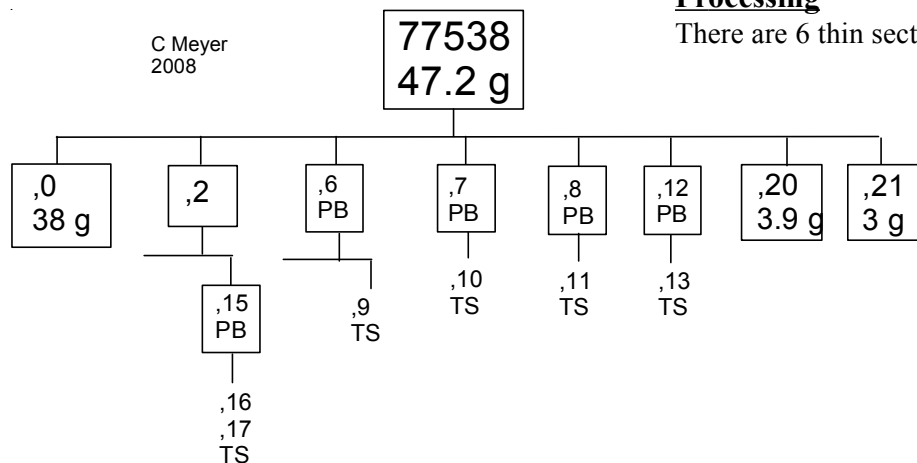 Processing
There are 6 thin sect
C Meyer
2008
77538
47.2 g
,0
38 g
,2
,6
PB
,7
PB
,8
PB
,12
PB
,20
3.9 g
,21
3 g
,15
PB
,9
TS
,10
TS
,11
TS
,13
TS
,16
,17
TS